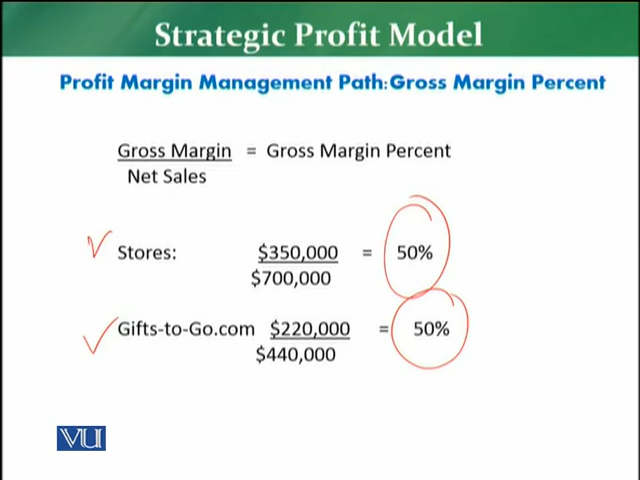 Strategic Profit Model
Profit Margin Management Path:Gross Margin Percent
Gross Margin = Gross Margin Percent
Net Sales
Stores: $350,000 = 50%
$700,000
Gifts-to-Go.com $220,000 = 50%
$440,000
VU